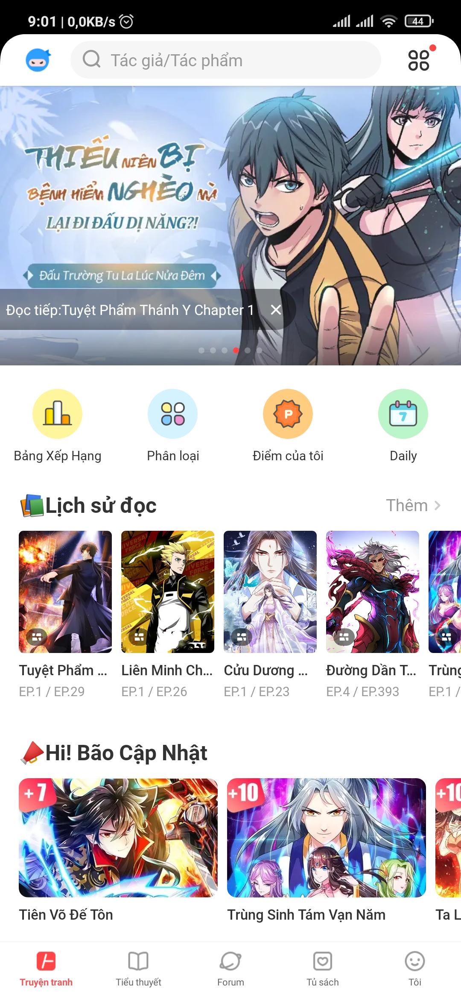 9:01 | 0,0KB/s
44
Tác giả/Tác phẩm
THIẾU NIÊN BỊ
BỆNH HIỂM NGHÈO MÀ
LẠI ĐI ĐẤU DỊ NĂNG?!
Đấu Trường Tu La Lúc Nửa Đêm
Đọc tiếp:Tuyệt Phẩm Thánh Y Chapter 1
P
7
Bảng Xếp Hạng
Phân loại
Điểm của tôi
Daily
Lịch sử đọc
Thêm
UNIVERSAL FORCE
Tuyệt Phẩm ...
Liên Minh Ch...
Cửu Dương ...
Đường Dần T...
Trùng
EP.1 / EP.29
EP.1 / EP.26
EP.1 / EP.23
EP.4 / EP.393
EP.1 /
Hi! Bão Cập Nhật
+7
+10
+10
Tiên Võ Đế Tôn
Trùng Sinh Tám Vạn Năm
Ta L
Truyện tranh
Tiểu thuyết
Forum
Tủ sách
Tôi